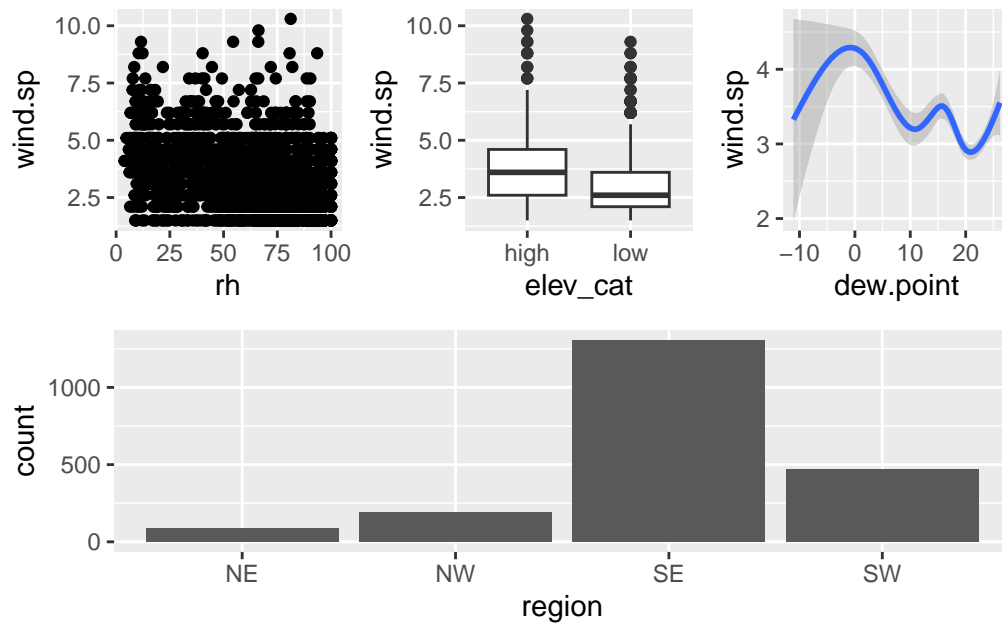 wind.sp
10.0
7.5
5.0
2.5
0 25 50 75 100
rh
wind.sp
10.0
7.5
5.0
2.5
high low
elev_cat
wind.sp
4
3
2
−10 0 10 20
dew.point
count
1000
500
0
NE NW SE SW
region